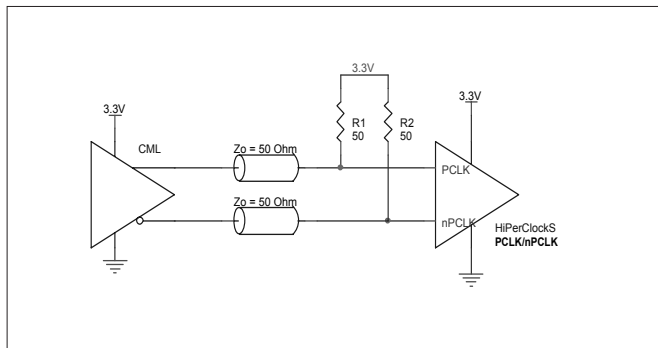 3.3V
3.3V
3.3V
R1
50
R2
50
CML
Zo = 50 Ohm
PCLK
Zo = 50 Ohm
nPCLK
HiPerClockS
PCLK/nPCLK